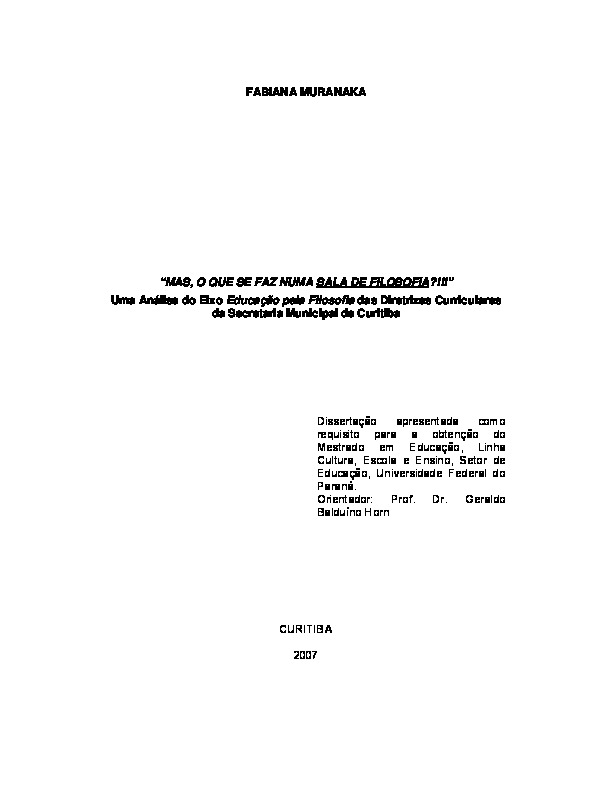 FABIANA MURANAKA
“MAS, O QUE SE FAZ NUMA SALA DE FILOSOFIA?!!!”
Uma Análise do Eixo Educação pela Filosofia das Diretrizes Curriculares
da Secretaria Municipal de Curitiba
Dissertação apresentada como
requisito para a obtenção do
Mestrado em Educação, Linha
Cultura, Escola e Ensino, Setor de
Educação, Universidade Federal do
Paraná.
Orientador: Prof. Dr. Geraldo
Balduíno Horn
CURITIBA
2007